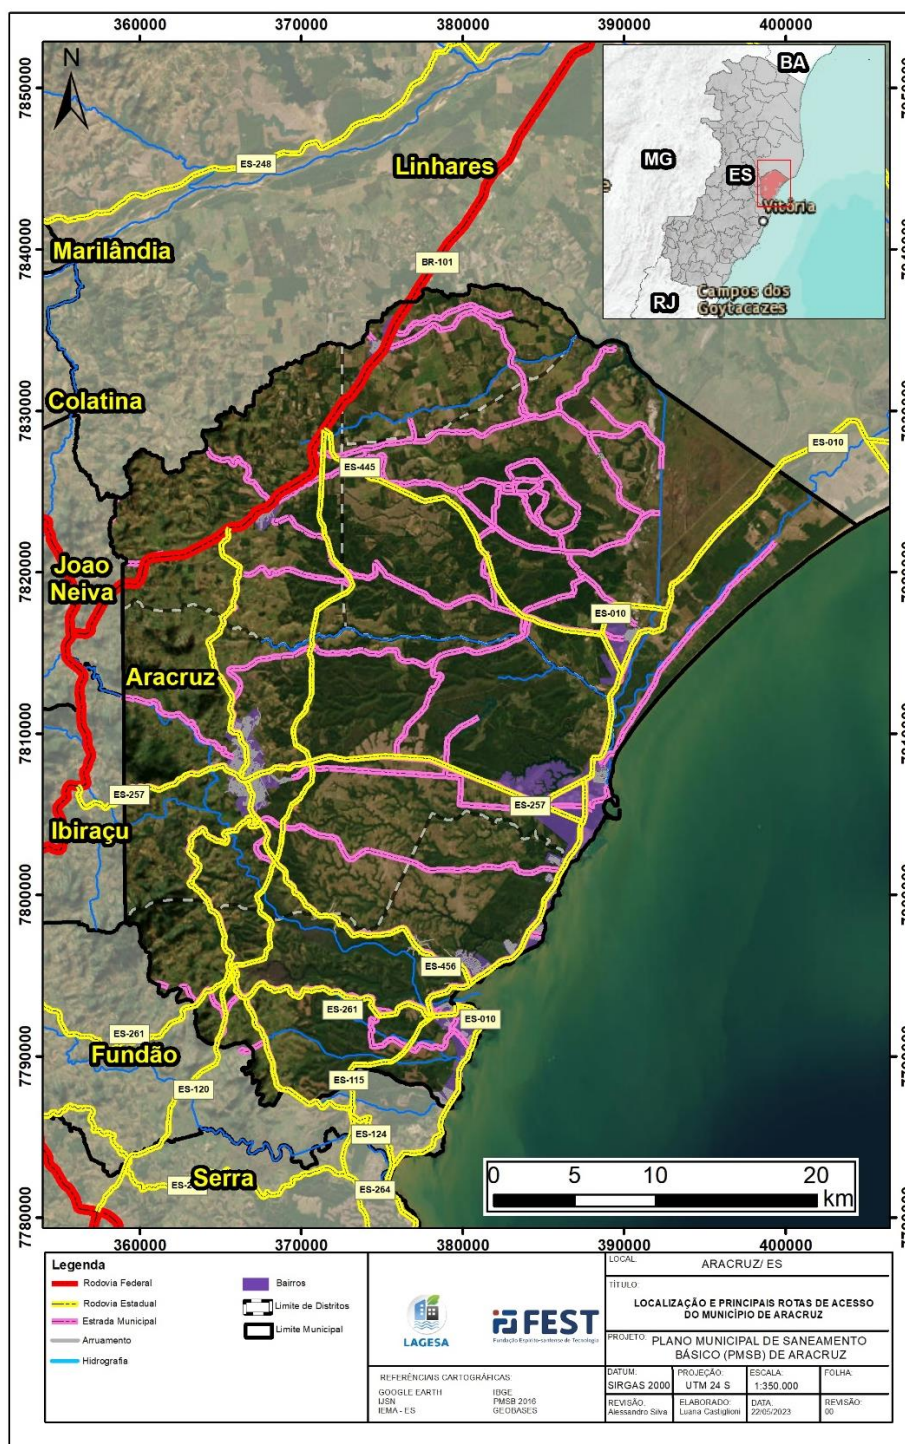 360000 370000 380000 390000 400000
N
7850000
7840000
7830000
7820000
7810000
7800000
7790000
7780000
BA
MG
ES
Vitória
RJ
Campos dos
Goytacazes
ES-248
Linhares
Marilândia
BR-101
Colatina
ES-010
ES-445
Joao
Neiva
ES-010
Aracruz
ES-257
ES-257
Ibiraçu
ES-456
ES-261
ES-010
ES-261
Fundão
ES-115
ES-120
ES-124
Serra
ES-264
0 5 10 20
km
360000 370000 380000 390000 400000
Legenda
Rodovia Federal
Rodovia Estadual
Estrada Municipal
Arruamento
Hidrografia
Bairros
Limite de Distritos
Limite Municipal
LAGESA
FEST
Fundação Espírito-santense de Tecnologia
REFERÊNCIAS CARTOGRÁFICAS:
GOOGLE EARTH
IJSN
IEMA - ES
IBGE
PMSB 2016
GEOBASES
LOCAL:
ARACRUZ/ ES
TÍTULO:
LOCALIZAÇÃO E PRINCIPAIS ROTAS DE ACESSO
DO MUNICÍPIO DE ARACRUZ
PROJETO:
PLANO MUNICIPAL DE SANEAMENTO
BÁSICO (PMSB) DE ARACRUZ
DATUM:
SIRGAS 2000
PROJEÇÃO:
UTM 24 S
ESCALA:
1:350.000
FOLHA:
REVISÃO:
Alessandro Silva
ELABORADO:
Luana Castiglioni
DATA:
22/05/2023
REVISÃO:
00